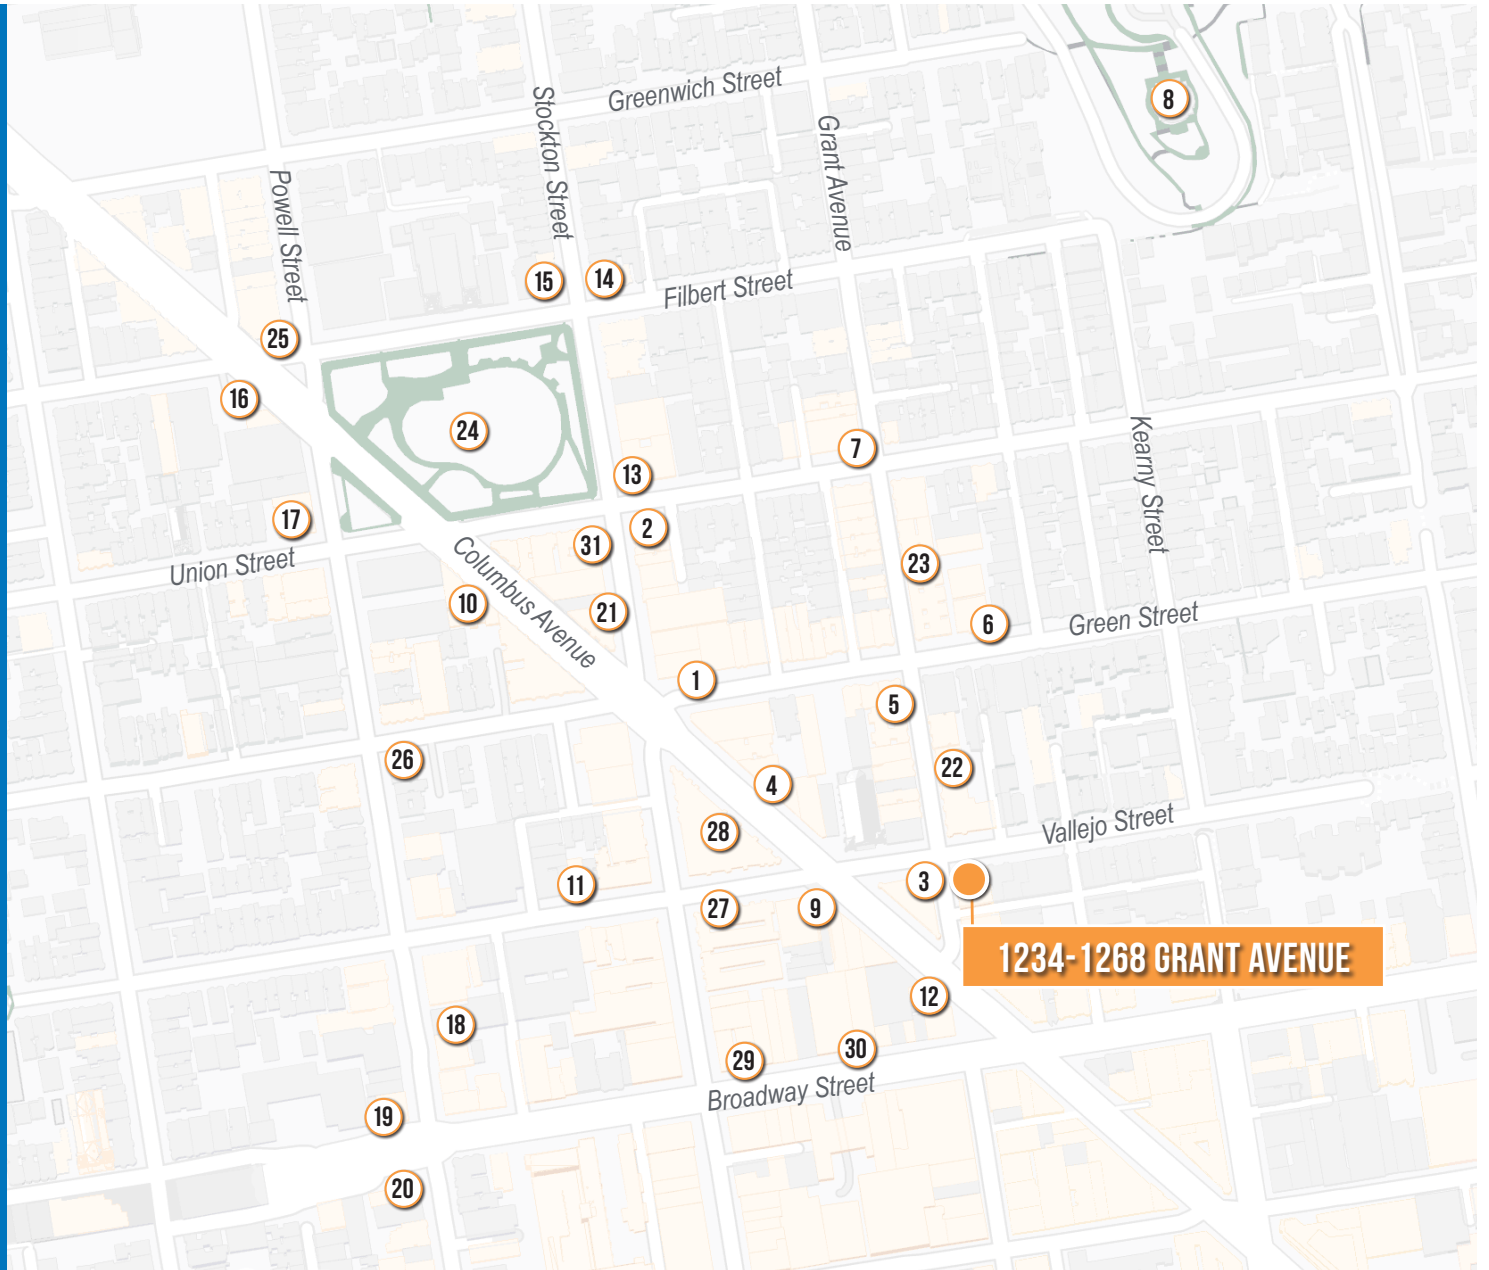 8
Greenwich Street
Stockton Street
Grant Avenue
Powell Street
15
14
Filbert Street
25
16
24
7
13
Kearny Street
17
2
31
Union Street
Columbus Avenue
23
10
21
6
Green Street
1
5
26
22
4
28
Vallejo Street
11
3
27
9
1234-1268 GRANT AVENUE
12
18
30
29
Broadway Street
19
20